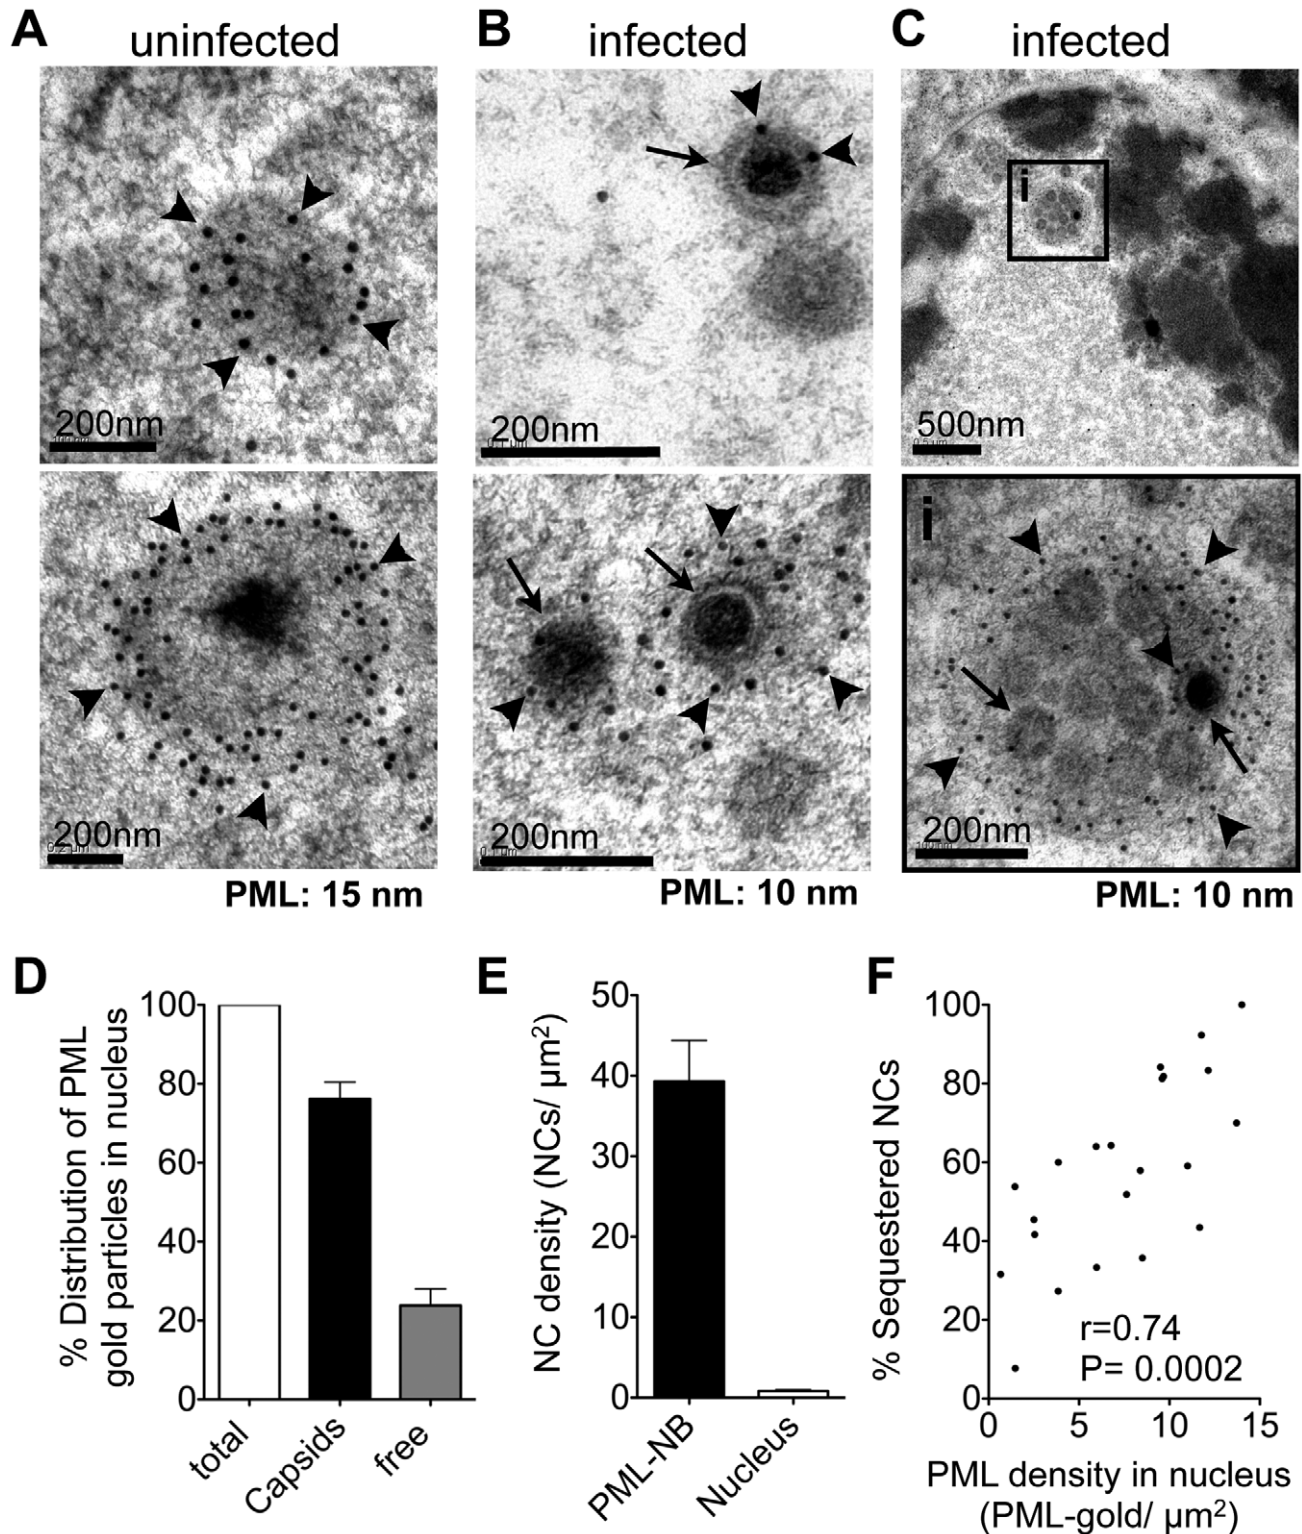 A
uninfected
B
infected
C
infected
200nm
200nm
i
500nm
200nm
PML: 15 nm
200nm
PML: 10 nm
i
200nm
PML: 10 nm
D
% Distribution of PML
gold particles in nucleus
100
80
60
40
20
0
total
Capsids
free
E
NC density (NCs/ µm²)
50
40
30
20
10
0
PML-NB
Nucleus
F
% Sequestered NCs
100
80
60
40
20
0
r=0.74
P= 0.0002
0 5 10 15
PML density in nucleus
(PML-gold/ µm²)